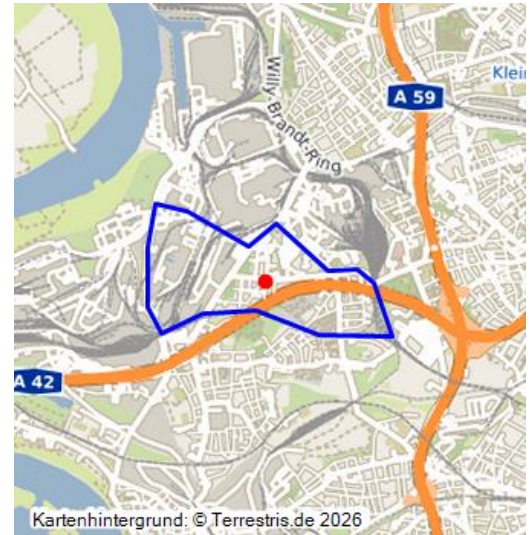 Willy-Brandt-Ring
Klein
A 59
A 42
Kartenhintergrund: © Terrestris.de 2026